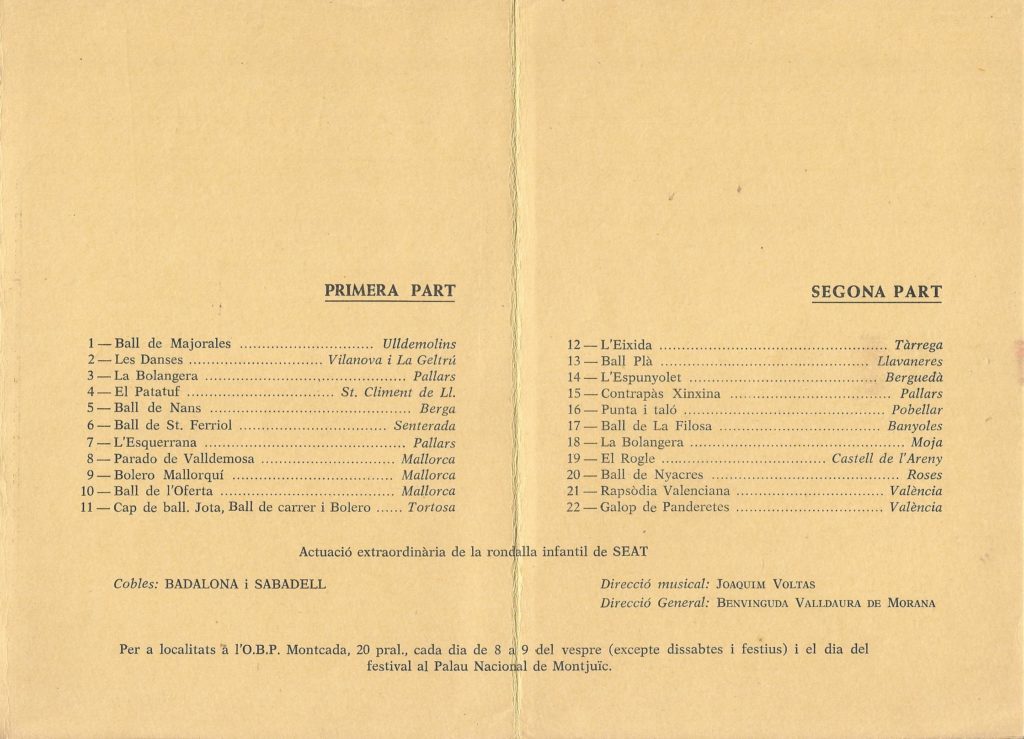 PRIMERA PART
1 — Ball de Majorales ........................... Ulldemolins
2 — Les Danses ........................... Vilanova i La Geltrú
3 — La Bolangera ........................................ Pallars
4 — El Patatuf .............................. St. Climent de Ll.
5 — Ball de Nans ........................................ Berga
6 — Ball de St. Ferriol ................................ Senterada
7 — L'Esquerrana ........................................ Pallars
8 — Parado de Valldemosa ........................... Mallorca
9 — Bolero Mallorquí ................................ Mallorca
10 — Ball de l'Oferta ................................ Mallorca
11 — Cap de ball. Jota, Ball de carrer i Bolero ...... Tortosa
SEGONA PART
12 — L'Eixida ........................................ Tàrrega
13 — Ball Plà ........................................ Llavaneres
14 — L'Espunyolet ................................ Berguedà
15 — Contrapàs Xinxina ........................... Pallars
16 — Punta i taló ................................ Pobellar
17 — Ball de La Filosa ........................... Banyoles
18 — La Bolangera ........................................ Moja
19 — El Rogle ........................... Castell de l'Areny
20 — Ball de Nyacres ................................ Roses
21 — Rapsòdia Valenciana ........................... València
22 — Galop de Panderetes ........................... València
Actuació extraordinària de la rondalla infantil de SEAT
Cobles: BADALONA i SABADELL
Direcció musical: JOAQUIM VOLTAS
Direcció General: BENVINGUDA VALLDAURA DE MORANA
Per a localitats à l'O.B.P. Montcada, 20 pral., cada dia de 8 a 9 del vespre (excepte dissabtes i festius) i el dia del
festival al Palau Nacional de Montjuïc.